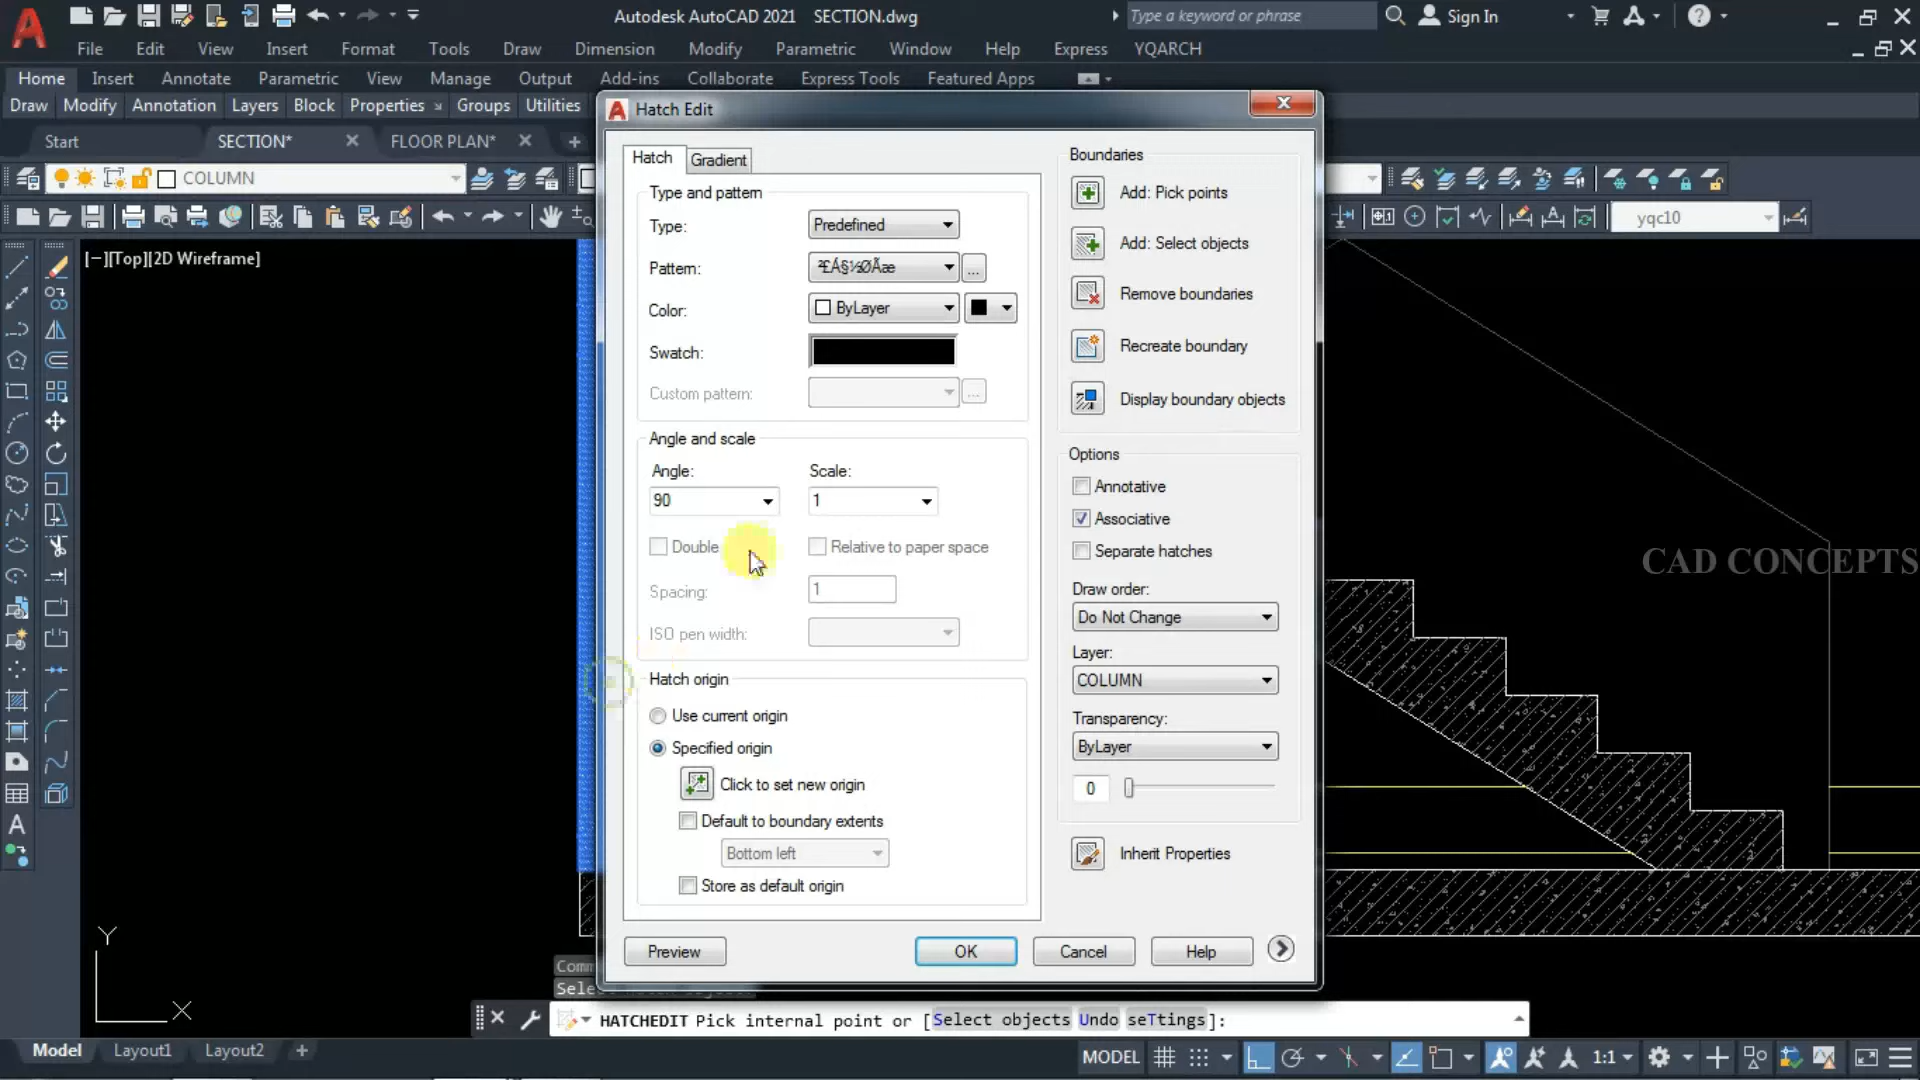 Autodesk AutoCAD 2021 SECTION.dwg
Type a keyword or phrase
Sign In
File Edit View Insert Format Tools Draw Dimension Modify Parametric Window Help Express YQARCH
Home Insert Annotate Parametric View Manage Output Add-ins Collaborate Express Tools Featured Apps
Draw Modify Annotation Layers Block Properties Groups Utilities
Start SECTION* FLOOR PLAN*
COLUMN
yqc10
[−][Top][2D Wireframe]
Hatch Edit
Hatch Gradient
Type and pattern
Type: Predefined
Pattern: ²£Á§½ØÃæ
...
Color: ByLayer
Swatch:
Custom pattern:
...
Angle and scale
Angle: Scale:
90 1
Double Relative to paper space
Spacing: 1
ISO pen width:
Hatch origin
Use current origin
Specified origin
Click to set new origin
Default to boundary extents
Bottom left
Store as default origin
Boundaries
Add: Pick points
Add: Select objects
Remove boundaries
Recreate boundary
Display boundary objects
Options
Annotative
Associative
Separate hatches
Draw order:
Do Not Change
Layer:
COLUMN
Transparency:
ByLayer
0
Inherit Properties
Preview OK Cancel Help
CAD CONCEPTS
Y
X
HATCHEDIT Pick internal point or [Select objects Undo seTtings]:
Model Layout1 Layout2 +
MODEL 1:1